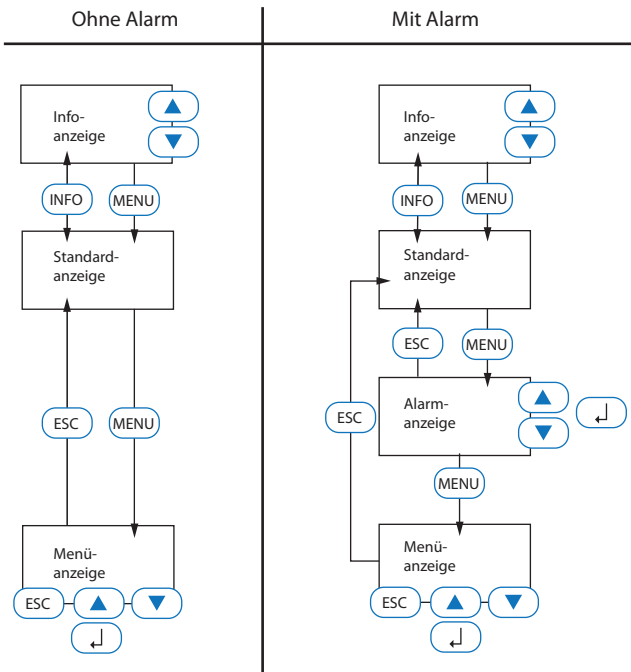 Ohne Alarm
Info-
anzeige
INFO
MENU
Standard-
anzeige
ESC
MENU
Menü-
anzeige
ESC
Mit Alarm
Info-
anzeige
INFO
MENU
Standard-
anzeige
ESC
MENU
Alarm-
anzeige
ESC
MENU
Menü-
anzeige
ESC